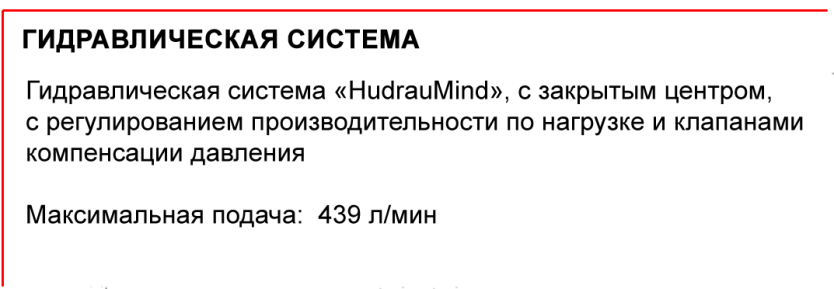 ГИДРАВЛИЧЕСКАЯ СИСТЕМА
Гидравлическая система «HudrauMind», с закрытым центром,
с регулированием производительности по нагрузке и клапанами
компенсации давления
Максимальная подача: 439 л/мин